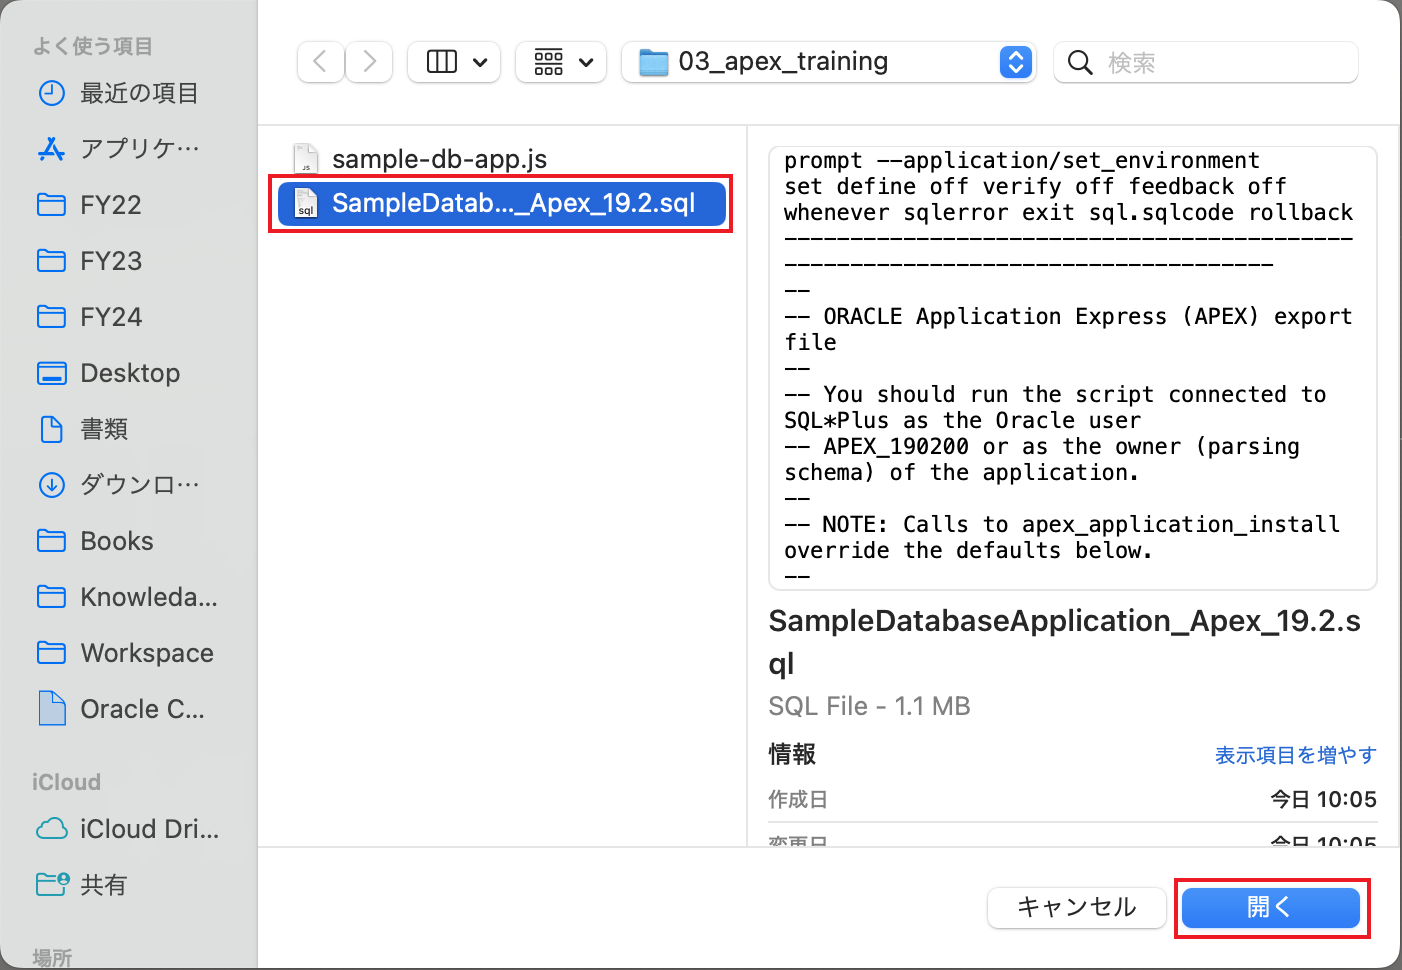 よく使う項目
最近の項目
アプリケ…
FY22
FY23
FY24
Desktop
書類
ダウンロ…
Books
Knowleda...
Workspace
Oracle C...
iCloud
iCloud Dri...
共有
場所
03_apex_training
検索
sample-db-app.js
SampleDatab..._Apex_19.2.sql
prompt --application/set_environment
set define off verify off feedback off
whenever sqlerror exit sql.sqlcode rollback
-------------------------------------------
-------------------------------------
--
-- ORACLE Application Express (APEX) export
file
--
-- You should run the script connected to
SQL*Plus as the Oracle user
-- APEX_190200 or as the owner (parsing
schema) of the application.
--
-- NOTE: Calls to apex_application_install
override the defaults below.
--
SampleDatabaseApplication_Apex_19.2.s
ql
SQL File - 1.1 MB
情報 表示項目を増やす
作成日 今日 10:05
変更日 今日 10:05
キャンセル 開く